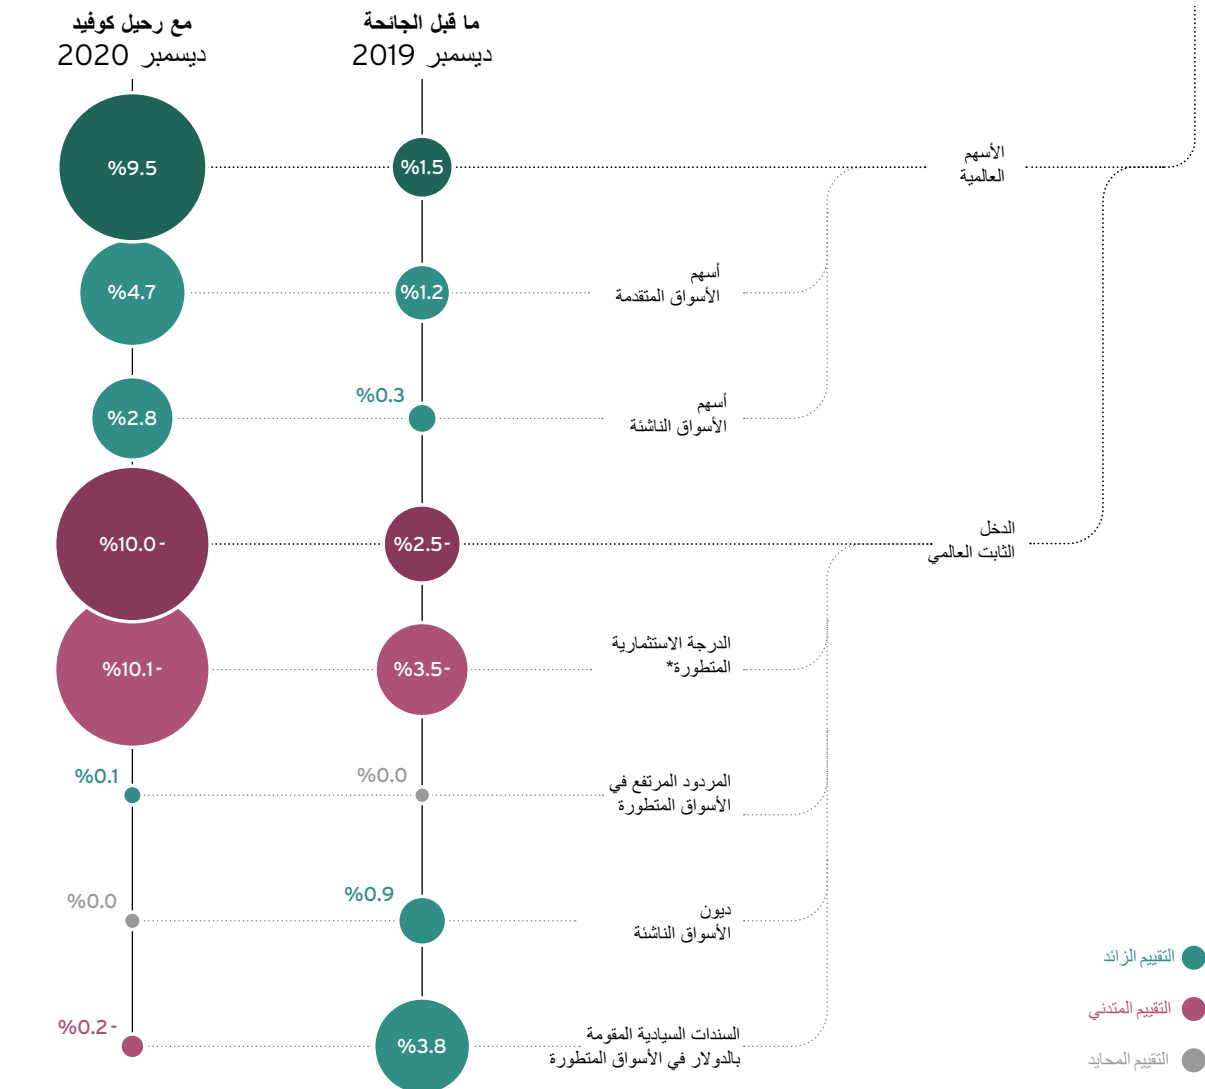 ما قبل الجائحة
ديسمبر 2019
مع رحيل كوفيد
ديسمبر 2020
الأسهم
العالمية
%1.5
%9.5
أسهم
الأسواق المتقدمة
%1.2
%4.7
أسهم
الأسواق الناشئة
%0.3
%2.8
الدخل
الثابت العالمي
%2.5-
%10.0-
الدرجة الاستثمارية
المتطورة*
%3.5-
%10.1-
المردود المرتفع في
الأسواق المتطورة
%0.0
%0.1
ديون
الأسواق الناشئة
%0.9
%0.0
السندات السيادية المقومة
بالدولار في الأسواق المتطورة
%3.8
%0.2-
التقييم الزائد
التقييم المتدني
التقييم المحايد